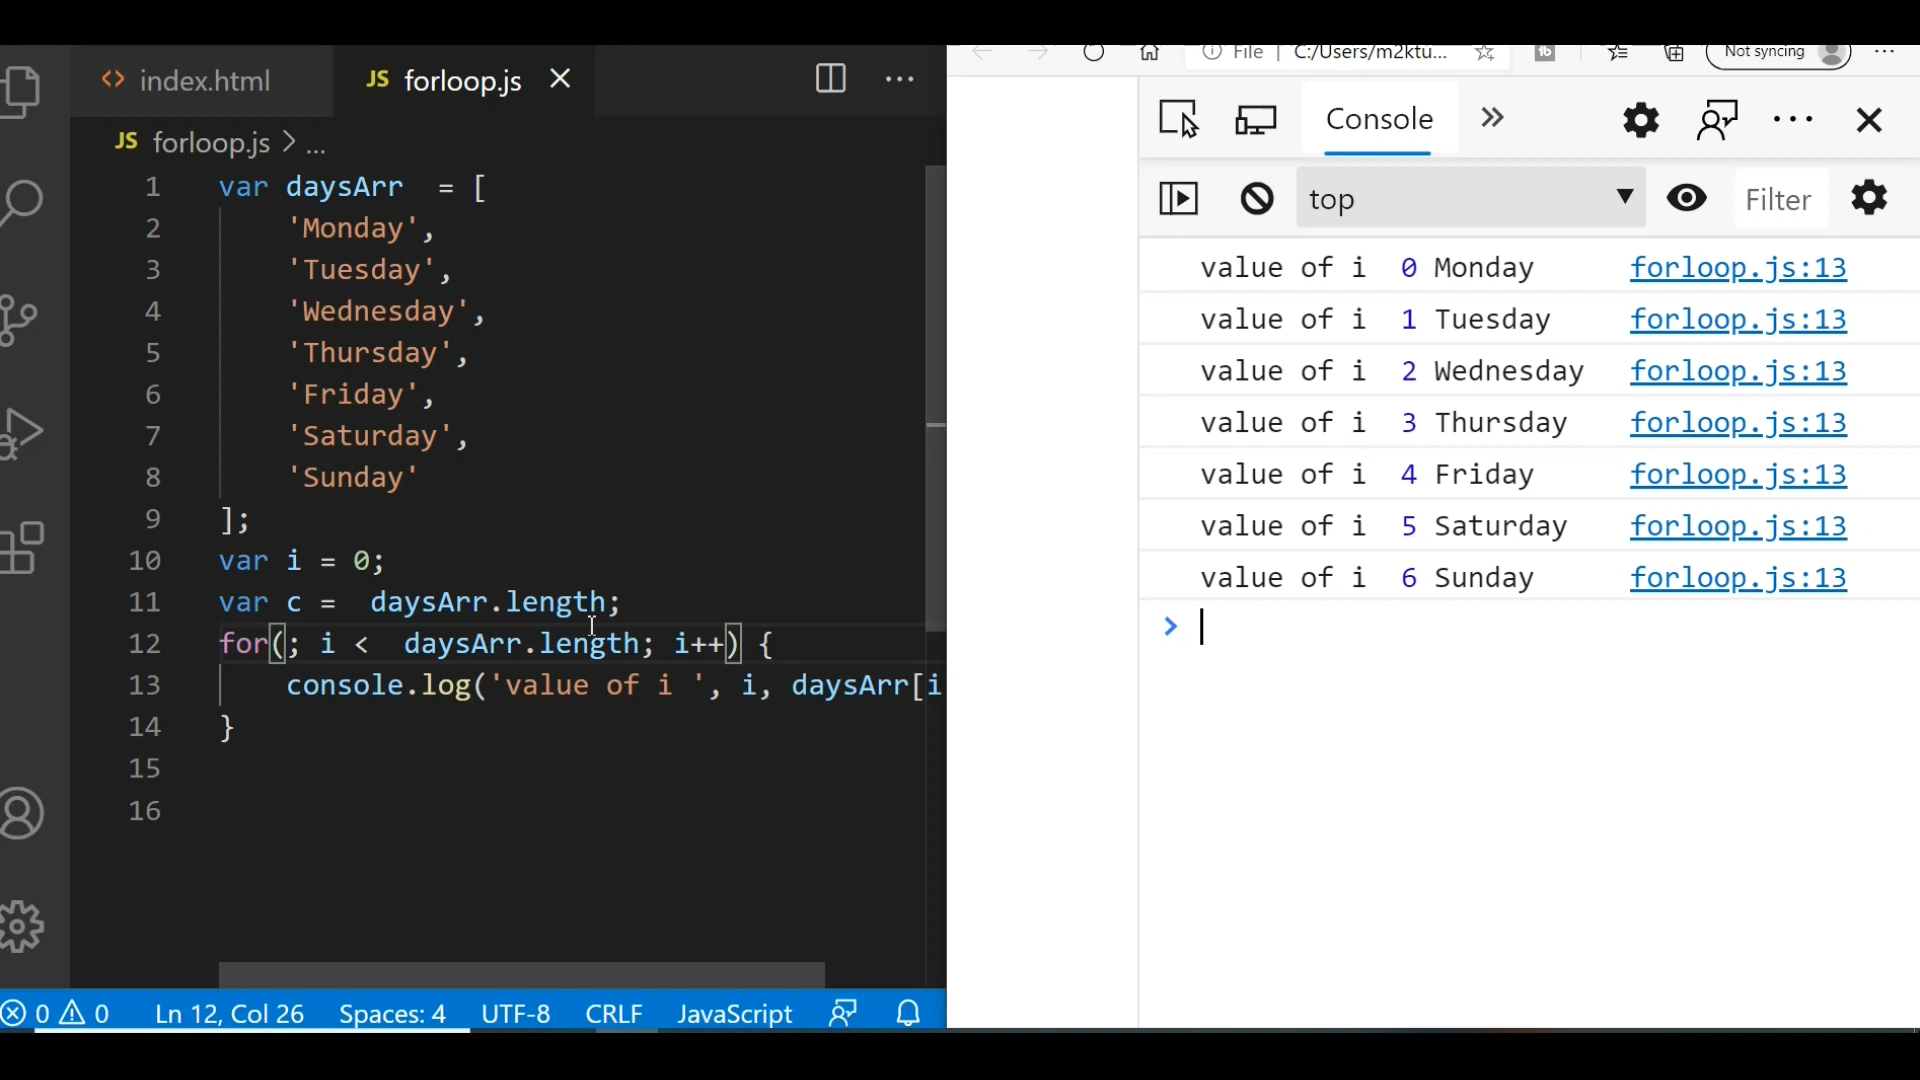 index.html
JS forloop.js
JS forloop.js > ...
1 var daysArr  = [
2 'Monday',
3 'Tuesday',
4 'Wednesday',
5 'Thursday',
6 'Friday',
7 'Saturday',
8 'Sunday'
9 ];
10 var i = 0;
11 var c =  daysArr.length;
12 for(; i <  daysArr.length; i++) {
13 console.log('value of i ', i, daysArr[i
14 }
15
16
0 0 Ln 12, Col 26 Spaces: 4 UTF-8 CRLF JavaScript
File | C:/Users/m2ktu... Not syncing
Console
top Filter
value of i  0 Monday forloop.js:13
value of i  1 Tuesday forloop.js:13
value of i  2 Wednesday forloop.js:13
value of i  3 Thursday forloop.js:13
value of i  4 Friday forloop.js:13
value of i  5 Saturday forloop.js:13
value of i  6 Sunday forloop.js:13
>